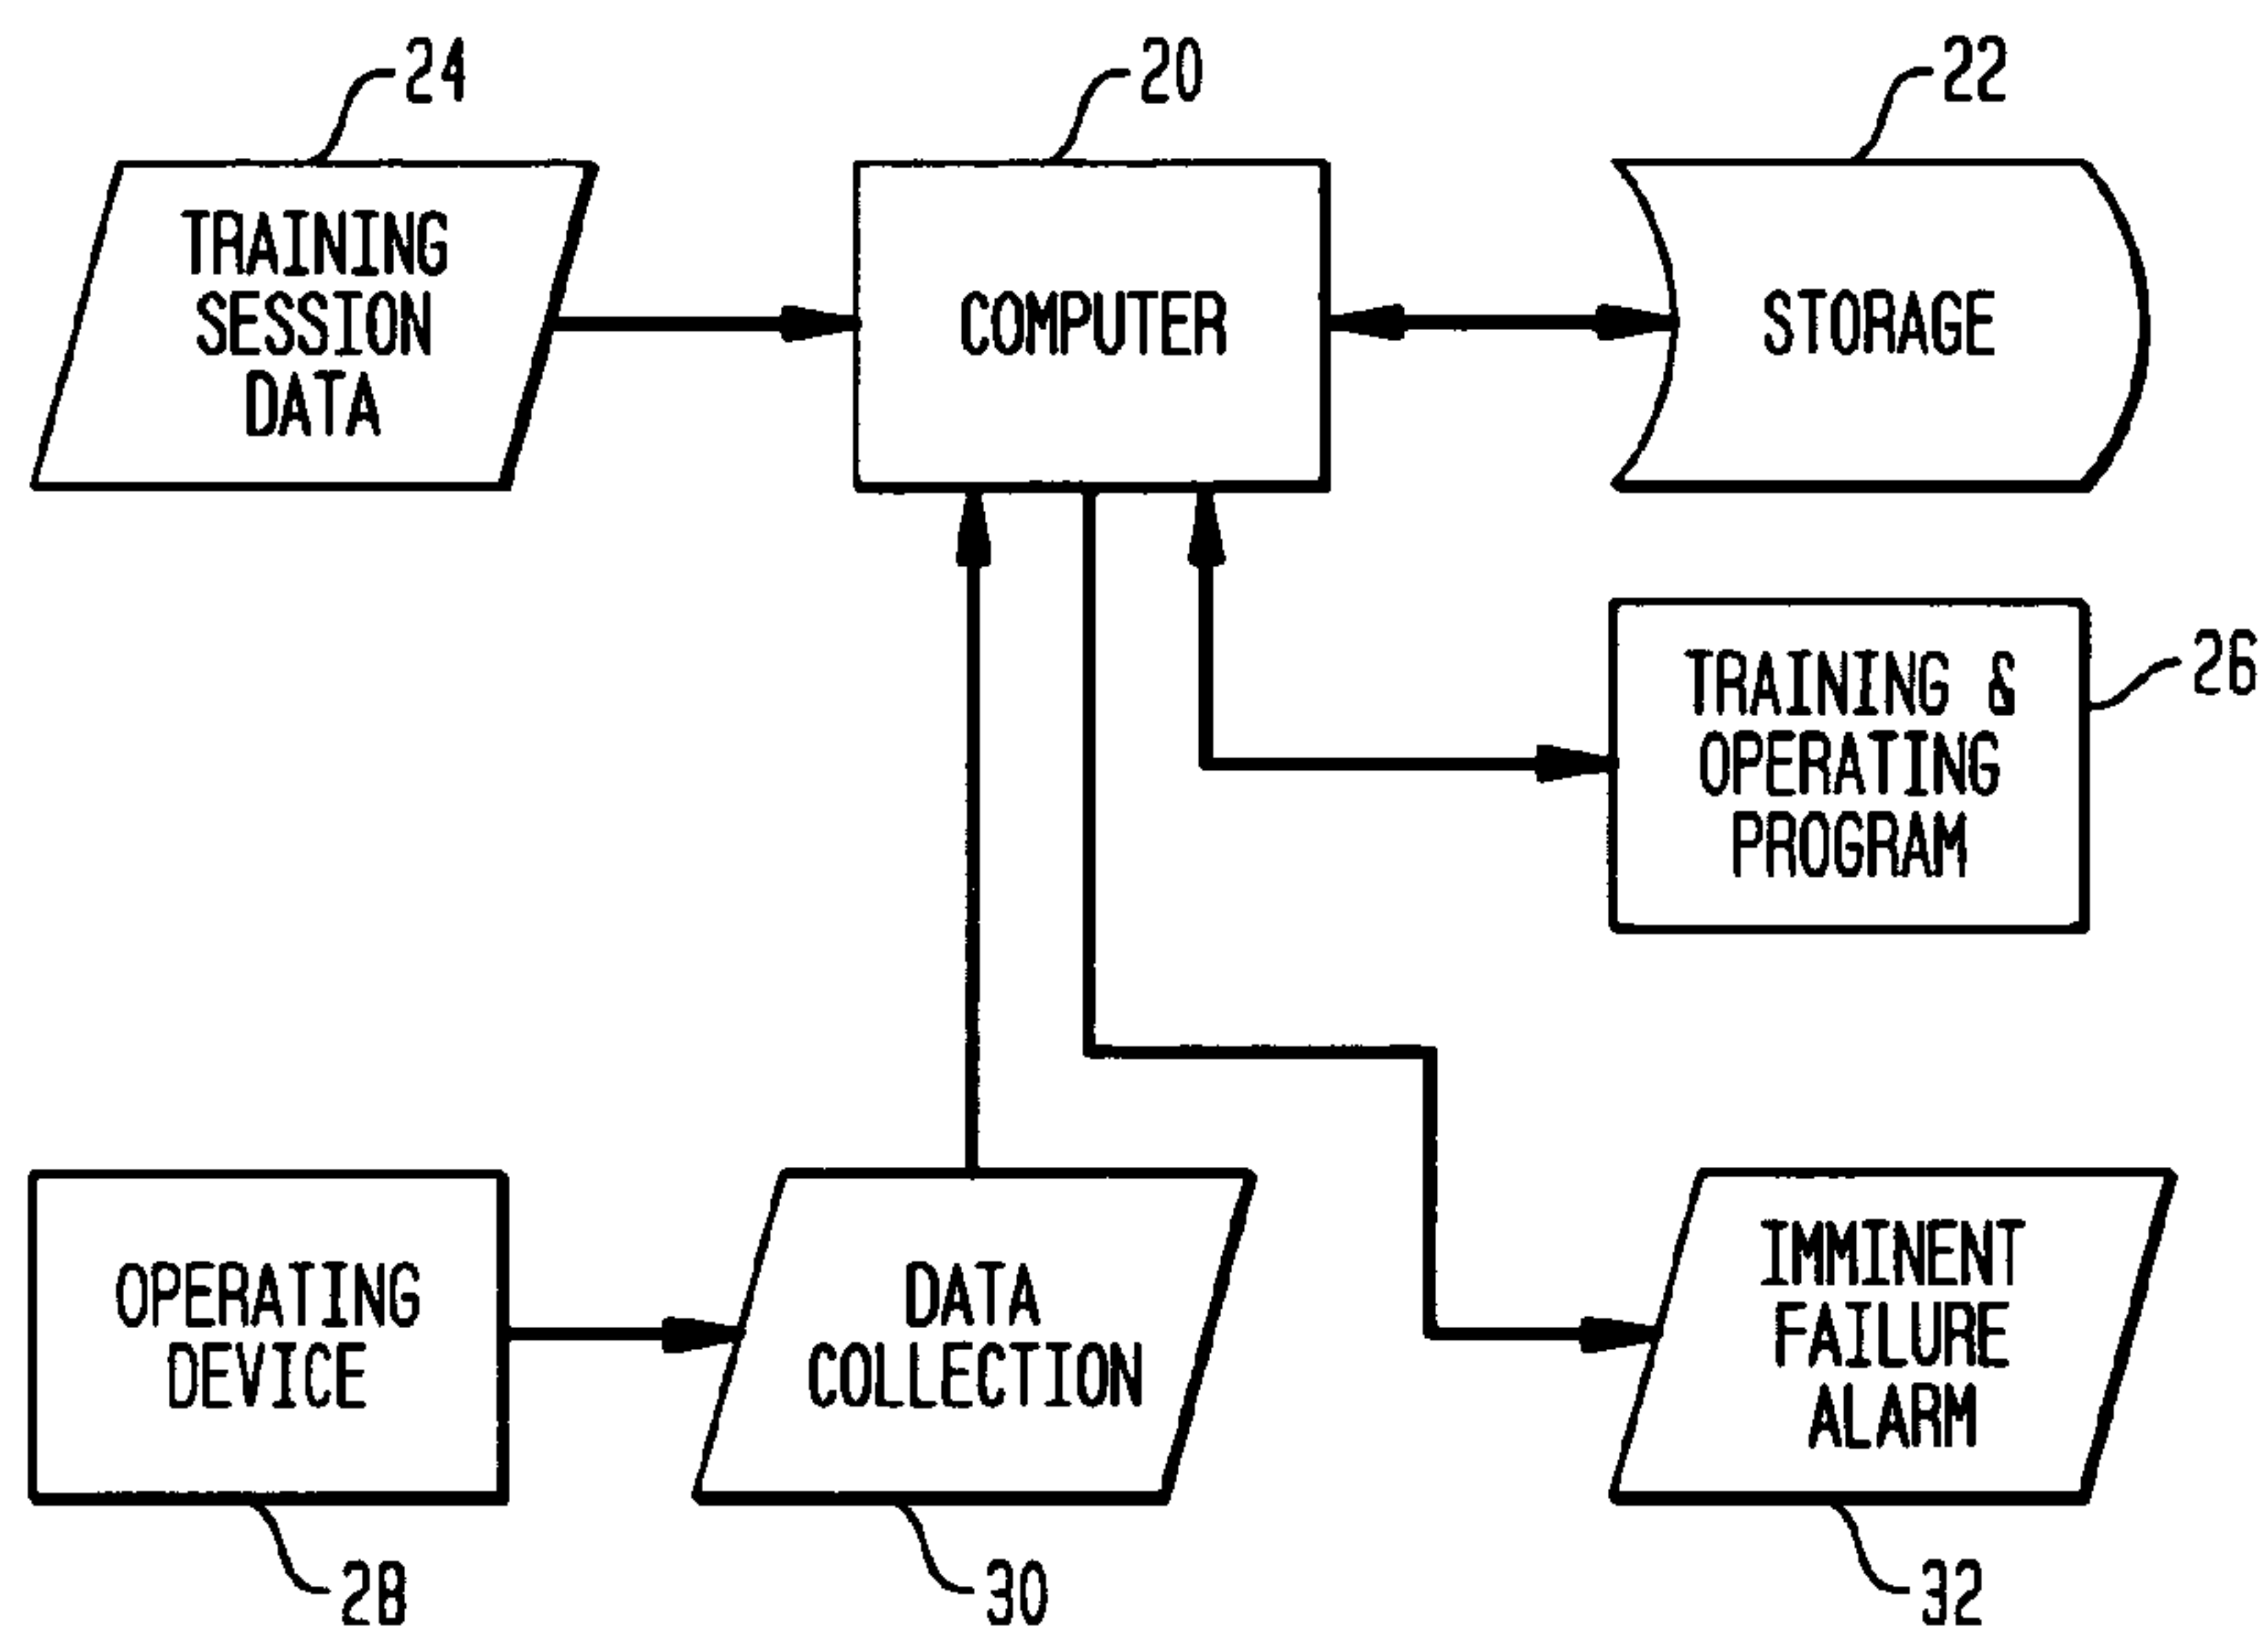 24
20
22
TRAINING
SESSION
DATA
COMPUTER
STORAGE
TRAINING &
OPERATING
PROGRAM
26
OPERATING
DEVICE
DATA
COLLECTION
IMMINENT
FAILURE
ALARM
28
30
32